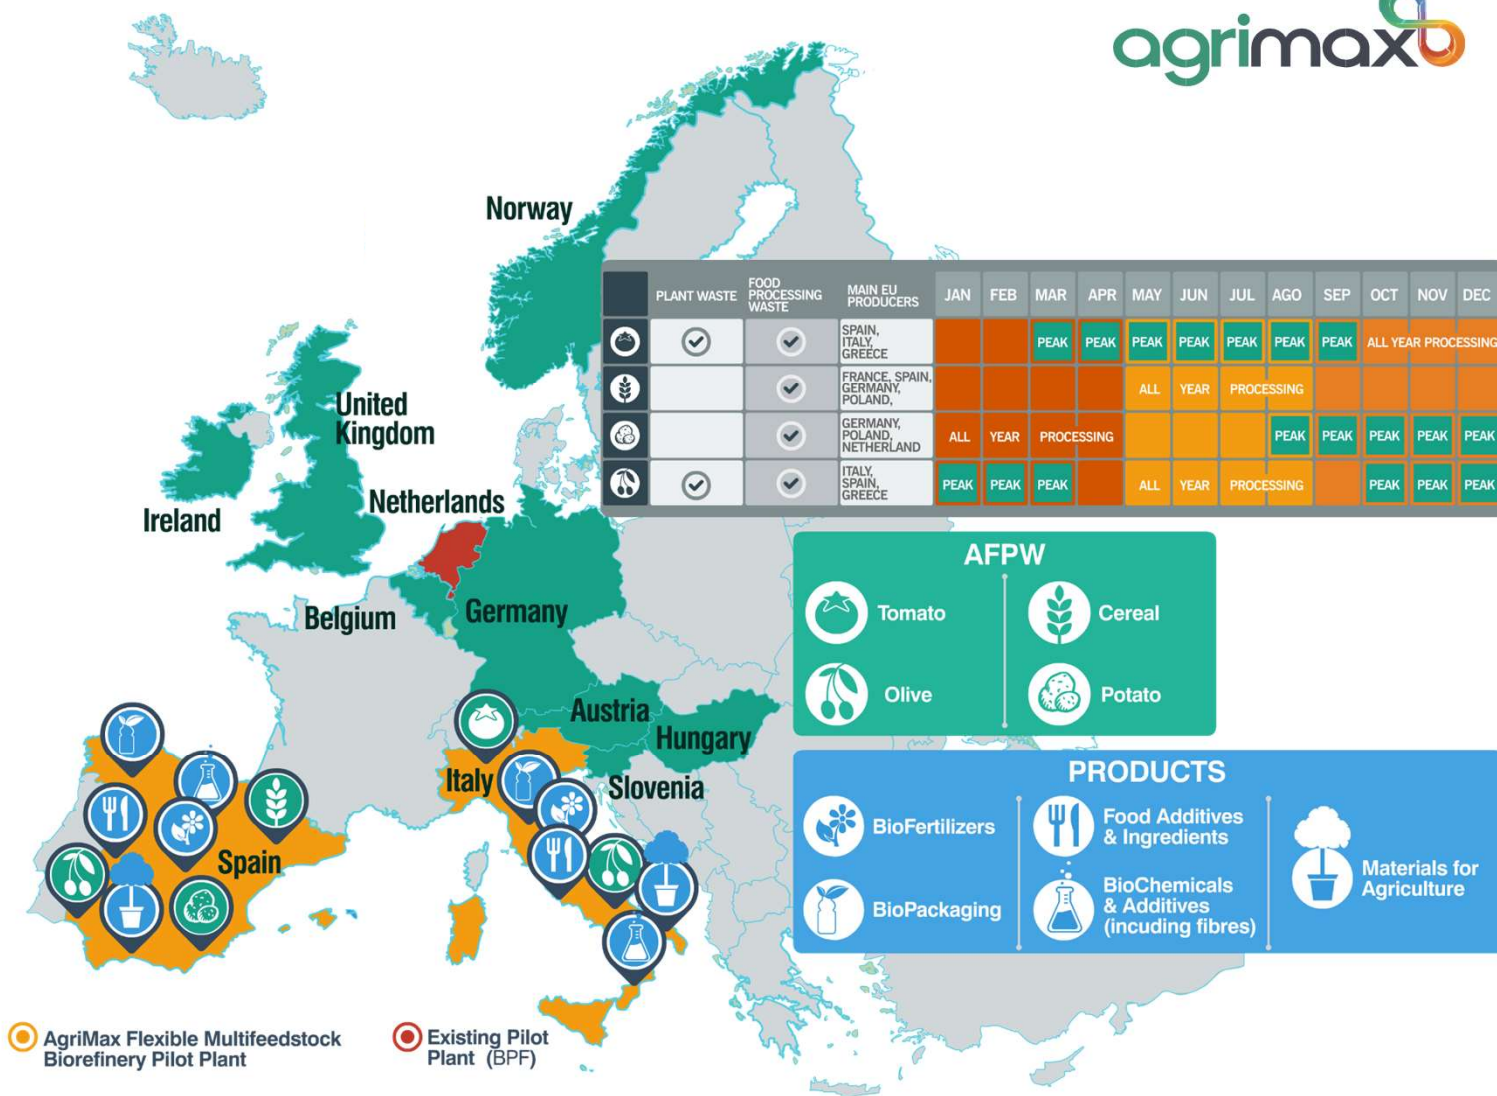 agrimax
Norway
United
Kingdom
Ireland
Netherlands
Belgium
Germany
Austria
Hungary
Slovenia
Italy
Spain
PLANT WASTE
FOOD
PROCESSING
WASTE
MAIN EU
PRODUCERS
JAN FEB MAR APR MAY JUN JUL AGO SEP OCT NOV DEC
SPAIN,
ITALY,
GREECE
PEAK PEAK PEAK PEAK PEAK PEAK PEAK ALL YEAR PROCESSING
FRANCE, SPAIN,
GERMANY,
POLAND,
ALL YEAR PROCESSING
GERMANY,
POLAND,
NETHERLAND
ALL YEAR PROCESSING PEAK PEAK PEAK PEAK PEAK
ITALY,
SPAIN,
GREECE
PEAK PEAK PEAK ALL YEAR PROCESSING PEAK PEAK PEAK
AFPW
Tomato
Cereal
Olive
Potato
PRODUCTS
BioFertilizers
Food Additives
& Ingredients
BioPackaging
BioChemicals
& Additives
(incuding fibres)
Materials for
Agriculture
AgriMax Flexible Multifeedstock
Biorefinery Pilot Plant
Existing Pilot
Plant (BPF)